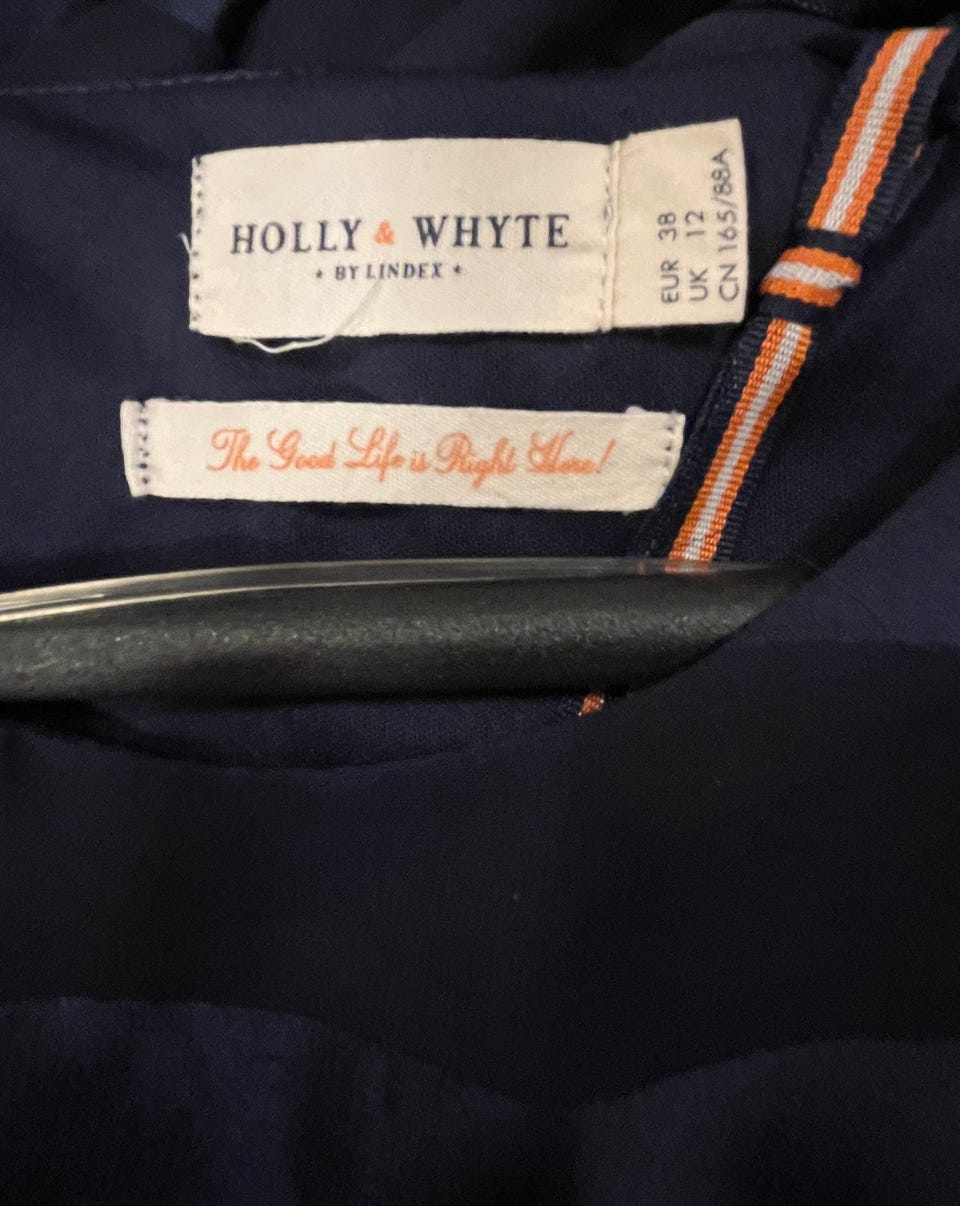 HOLLY & WHYTE
• BY LINDEX •
EUR 38
UK 12
CN 165/88A
The Good Life is Right Here!